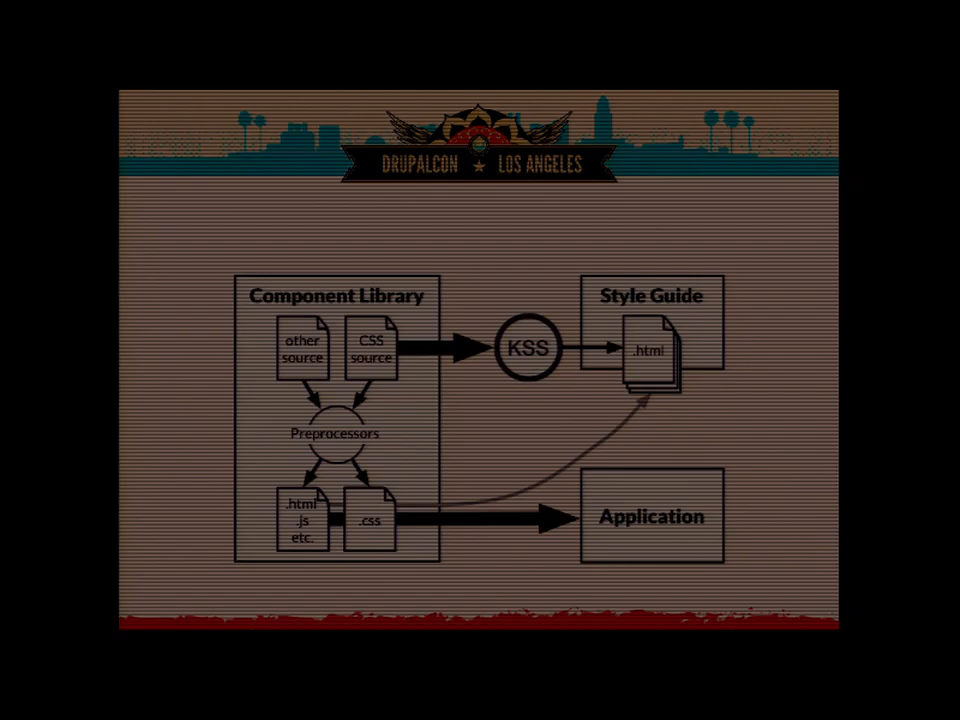 DRUPALCON ★ LOS ANGELES
Component Library
other
source
CSS
source
KSS
Style Guide
.html
Preprocessors
.html
.js
etc.
.css
Application